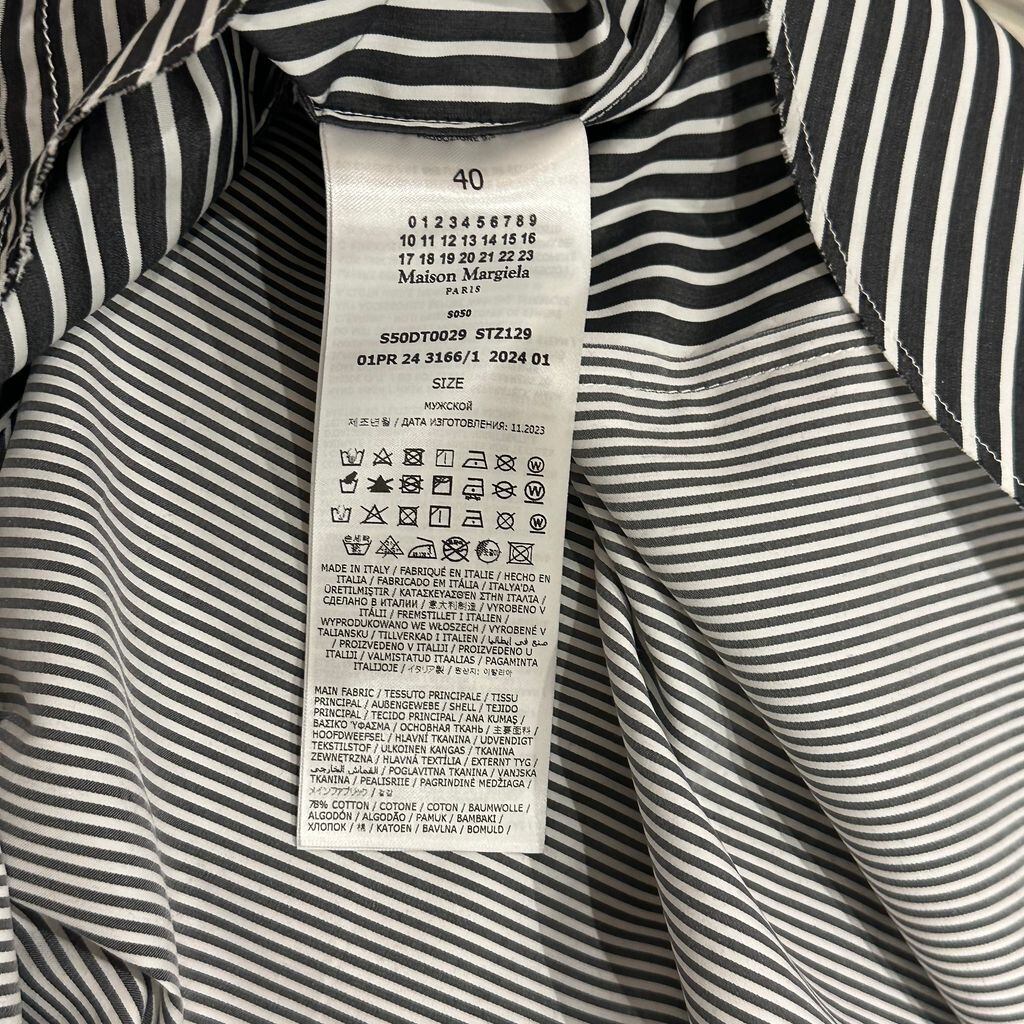 40
0 1 2 3 4 5 6 7 8 9
10 11 12 13 14 15 16
17 18 19 20 21 22 23
Maison Margiela
PARIS
S050
S50DT0029 STZ129
01PR 24 3166/1 2024 01
SIZE
МУЖСКОЙ
제조년월 / ДАТА ИЗГОТОВЛЕНИЯ: 11.2023
MADE IN ITALY / FABRIQUÉ EN ITALIE / HECHO EN
ITALIA / FABRICADO EM ITÁLIA / ITALYA'DA
ÜRETILMIŞTIR / ΚΑΤΑΣΚΕΥΑΣΘΕΝ ΣΤΗΝ ΙΤΑΛΙΑ /
СДЕЛАНО В ИТАЛИИ / 意大利制造 / VYROBENO V
ITÁLII / FREMSTILLET I ITALIEN /
WYPRODUKOWANO WE WŁOSZECH / VYROBENÉ V
TALIANSKU / TILLVERKAD I ITALIEN / صنع في ايطاليا
/ PROIZVEDENO V ITALIJI / PROIZVEDENO U
ITALIJI / VALMISTATUD ITAALIAS / PAGAMINTA
ITALIJOJE / イタリア製 / 원산지: 이탈리아
MAIN FABRIC / TESSUTO PRINCIPALE / TISSU
PRINCIPAL / AUßENGEWEBE / SHELL / TEJIDO
PRINCIPAL / TECIDO PRINCIPAL / ANA KUMAŞ /
ΒΑΣΙΚΟ ΎΦΑΣΜΑ / ОСНОВНАЯ ТКАНЬ / 主要面料 /
HOOFDWEEFSEL / HLAVNÍ TKANINA / UDVENDIGT
TEKSTILSTOF / ULKOINEN KANGAS / TKANINA
ZEWNĘTRZNA / HLAVNÁ TEXTÍLIA / EXTERNT TYG /
القماش الخارجي / POGLAVITNA TKANINA / VANJSKA
TKANINA / PEALISRIIE / PAGRINDINĖ MEDŽIAGA /
メインファブリック / 겉감
78% COTTON / COTONE / COTON / BAUMWOLLE /
ALGODÓN / ALGODÃO / PAMUK / ΒΑΜΒΑΚΙ /
ХЛОПОК / 棉 / KATOEN / BAVLNA / BOMULD /